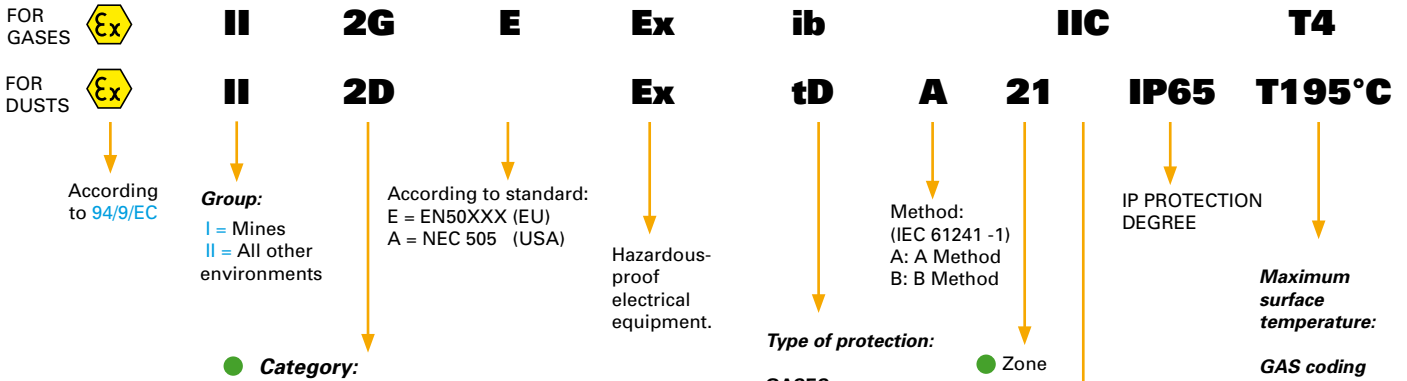 FOR
GASES Ex II 2G E Ex ib IIC T4
FOR
DUSTS Ex II 2D Ex tD A 21 IP65 T195°C
According
to 94/9/EC
Group:
I = Mines
II = All other
environments
According to standard:
E = EN50XXX (EU)
A = NEC 505 (USA)
Hazardous-
proof
electrical
equipment.
Method:
(IEC 61241 -1)
A: A Method
B: B Method
IP PROTECTION
DEGREE
Maximum
surface
temperature:
GAS coding
Category:
Type of protection:
GASES
Zone